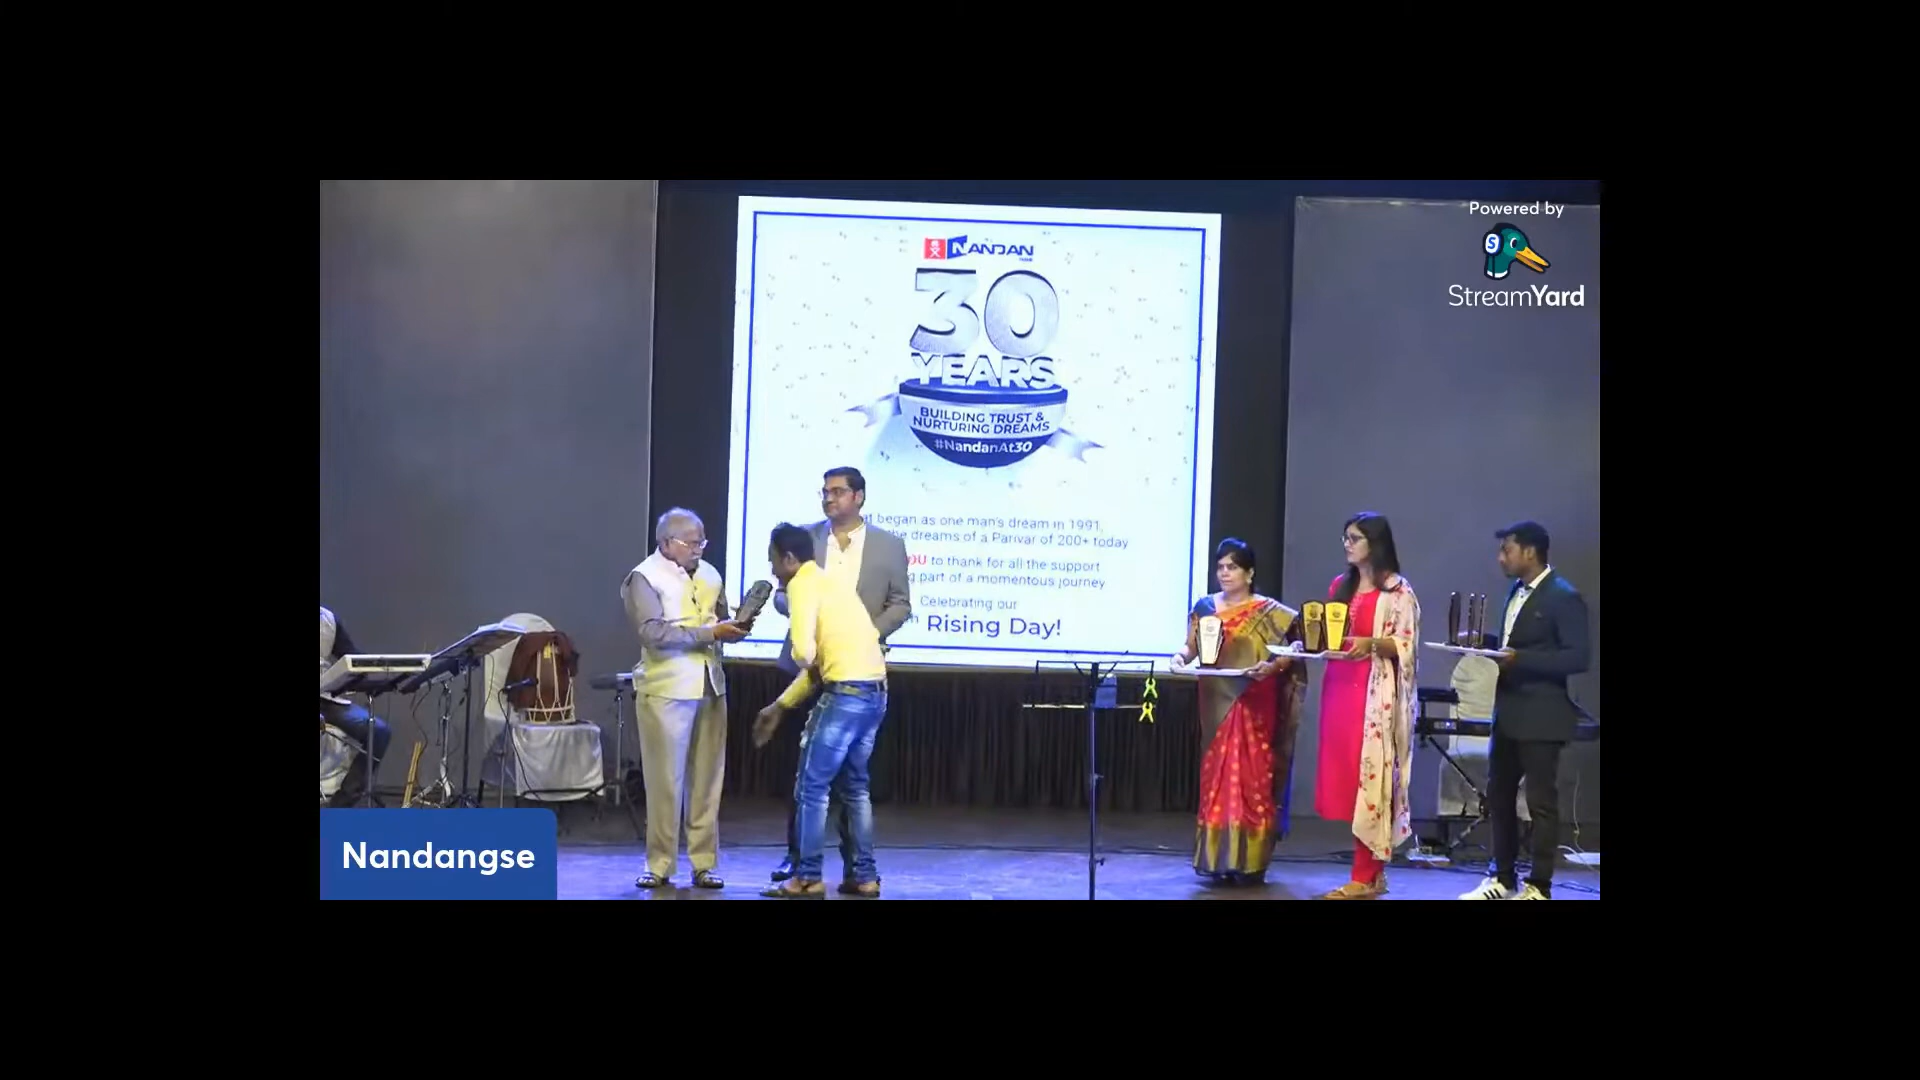 Powered by
StreamYard
NANDAN
30
YEARS
BUILDING TRUST &
NURTURING DREAMS
#NandanAt30
began as one man's dream in 1991,
the dreams of a Parivar of 200+ today
to thank for all the support
part of a momentous journey
Celebrating our
Rising Day!
Nandangse